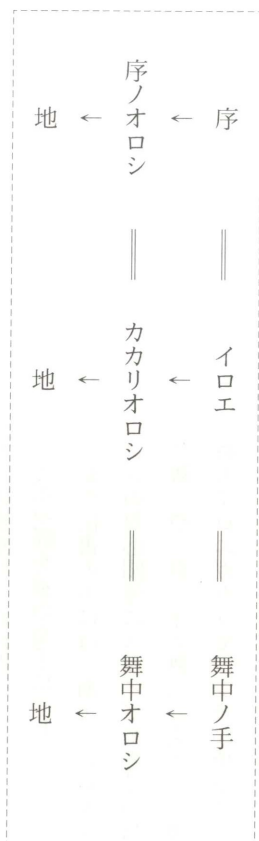 序 ＝ イロエ ＝ 舞中ノ手
↓ ↓ ↓
序ノオロシ ＝ カカリオロシ ＝ 舞中オロシ
↓ ↓ ↓
地 地 地